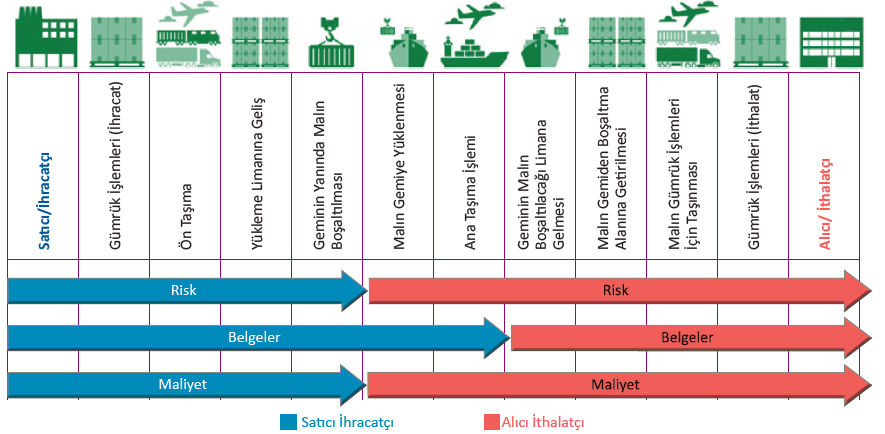 Satıcı/İhracatçı
Gümrük İşlemleri (İhracat)
Ön Taşıma
Yükleme Limanına Geliş
Geminin Yanında Malın
Boşaltılması
Malın Gemiye Yüklenmesi
Ana Taşıma İşlemi
Geminin Malın
Boşaltılacağı Limana
Gelmesi
Malın Gemiden Boşaltma
Alanına Getirilmesi
Malın Gümrük İşlemleri
İçin Taşınması
Gümrük İşlemleri (İthalat)
Alıcı/ İthalatçı
Risk
Risk
Belgeler
Belgeler
Maliyet
Maliyet
Satıcı İhracatçı
Alıcı İthalatçı